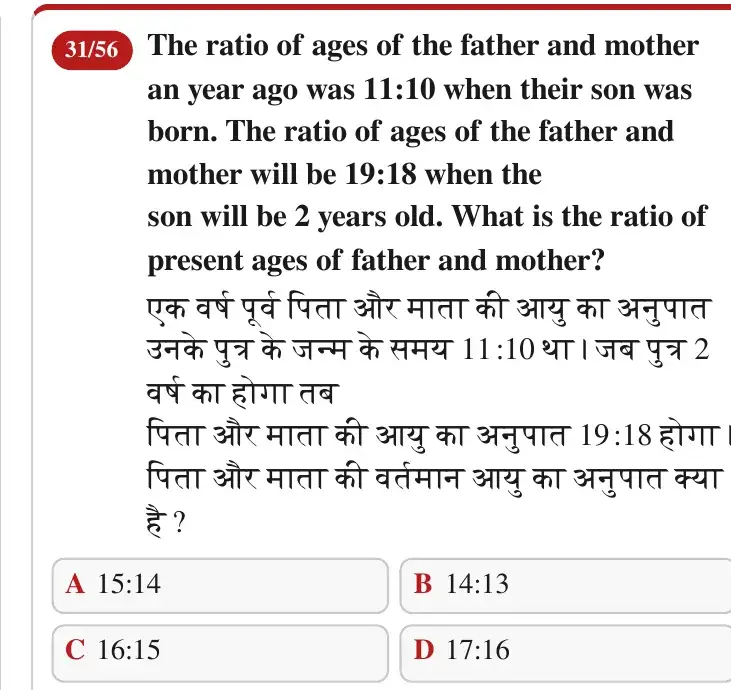 31/56 The ratio of ages of the father and mother
an year ago was 11:10 when their son was
born. The ratio of ages of the father and
mother will be 19:18 when the
son will be 2 years old. What is the ratio of
present ages of father and mother?
एक वर्ष पूर्व पिता और माता की आयु का अनुपात
उनके पुत्र के जन्म के समय 11:10 था। जब पुत्र 2
वर्ष का होगा तब
पिता और माता की आयु का अनुपात 19:18 होगा।
पिता और माता की वर्तमान आयु का अनुपात क्या
है ?
A 15:14
B 14:13
C 16:15
D 17:16